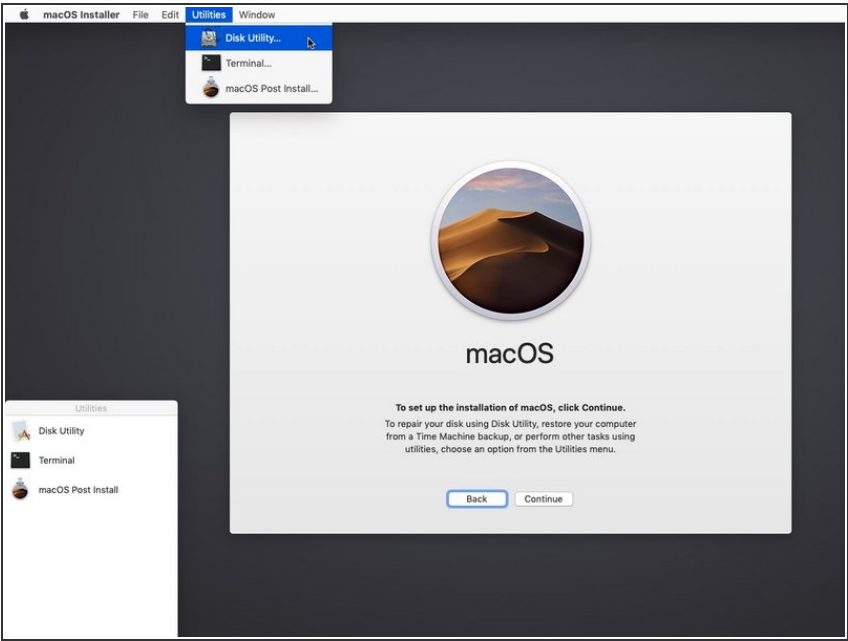 macOS Installer File Edit Utilities Window
Disk Utility...
Terminal...
macOS Post Install...
macOS
To set up the installation of macOS, click Continue.
To repair your disk using Disk Utility, restore your computer
from a Time Machine backup, or perform other tasks using
utilities, choose an option from the Utilities menu.
Back Continue
Utilities
Disk Utility
Terminal
macOS Post Install